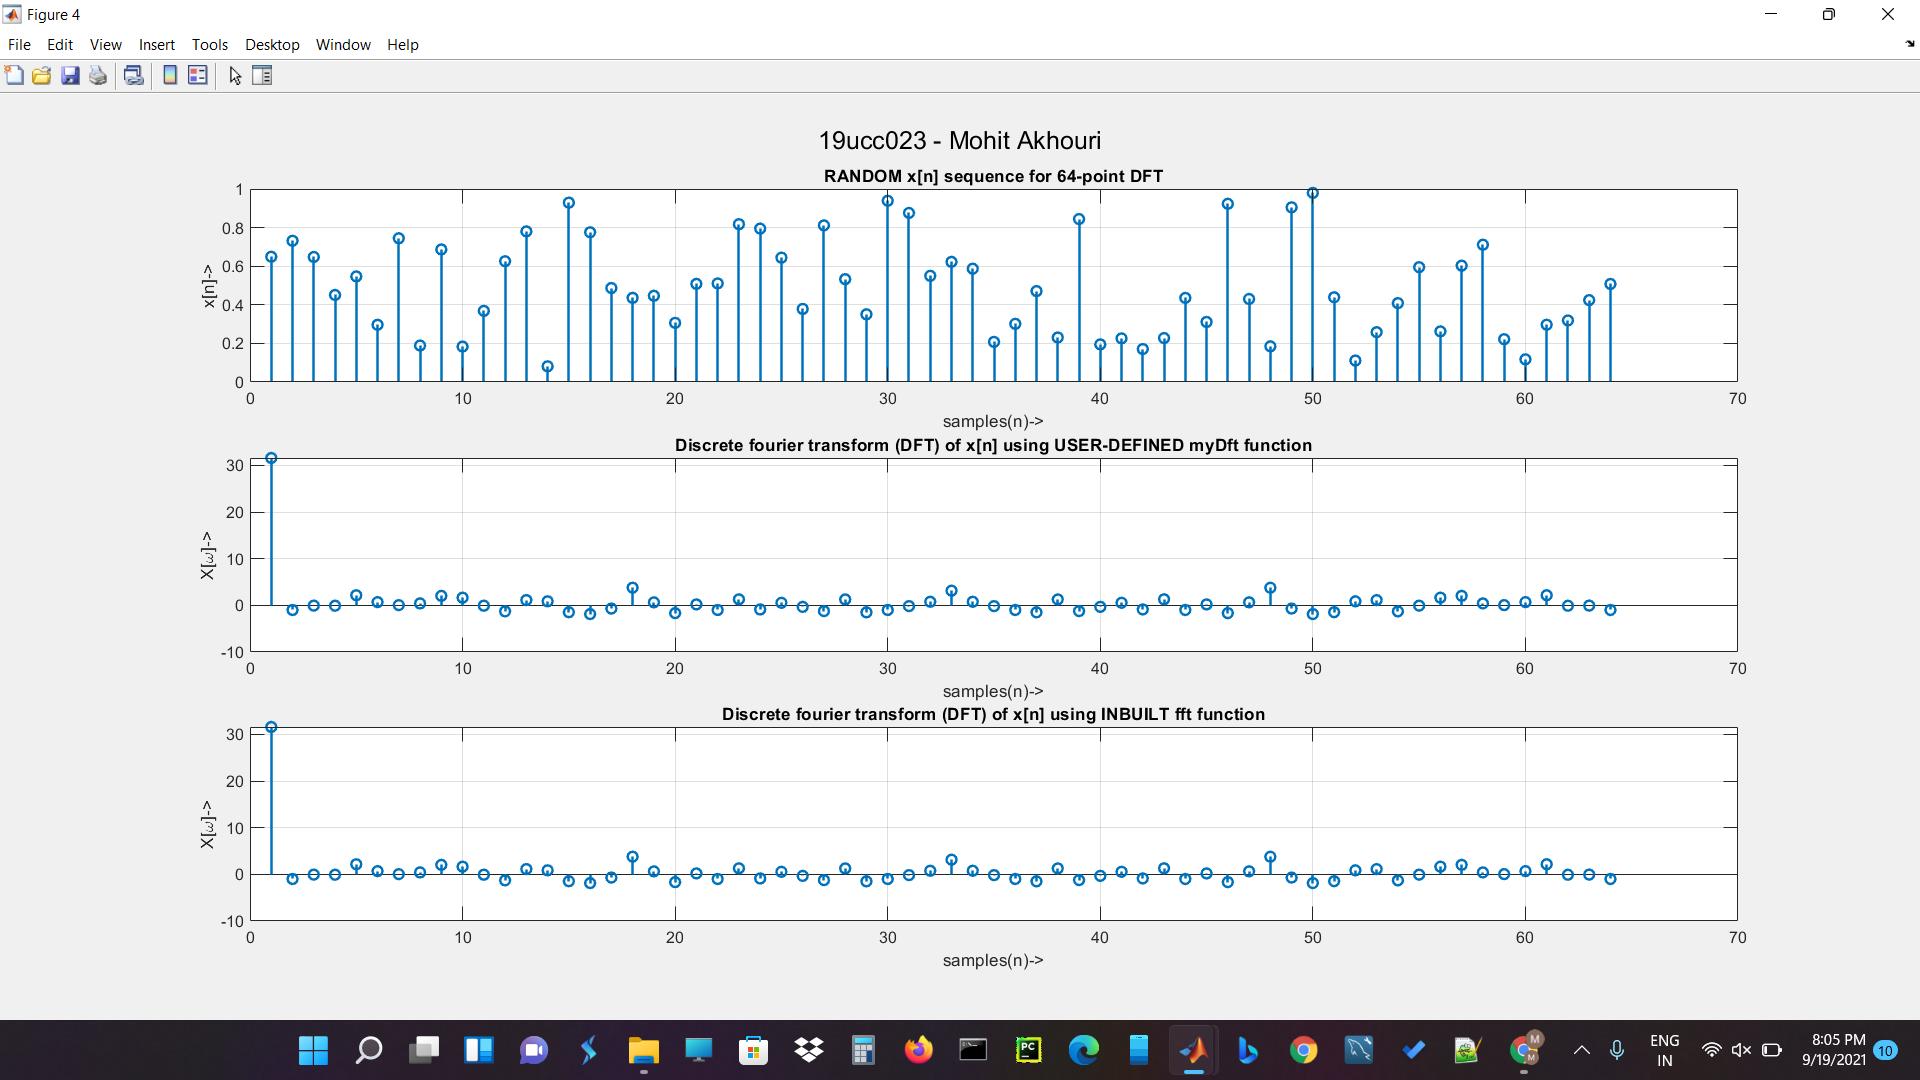 Figure 4
File Edit View Insert Tools Desktop Window Help
19ucc023 - Mohit Akhouri
RANDOM x[n] sequence for 64-point DFT
1
0.8
0.6
0.4
0.2
0
x[n]->
0 10 20 30 40 50 60 70
samples(n)->
Discrete fourier transform (DFT) of x[n] using USER-DEFINED myDft function
30
20
10
0
-10
X[ω]->
0 10 20 30 40 50 60 70
samples(n)->
Discrete fourier transform (DFT) of x[n] using INBUILT fft function
30
20
10
0
-10
X[ω]->
0 10 20 30 40 50 60 70
samples(n)->
PC
M
M
ENG
IN
8:05 PM
9/19/2021
10